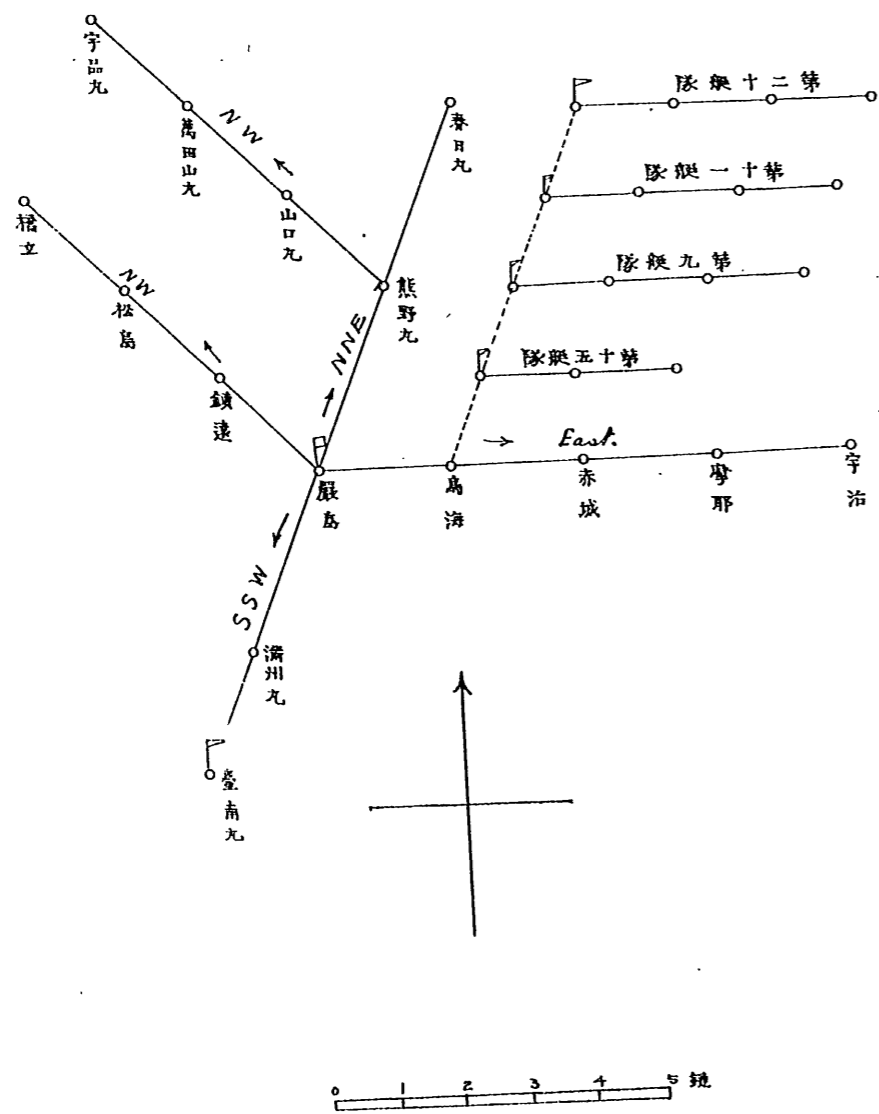 宇品丸
萬田山丸
NW
山口丸
春日丸
隊艇十二第
隊艇一十第
隊艇九第
隊艇五十第
橋立
NW
松島
鎮遠
熊野丸
NNE
East.
嚴島
鳥海
赤城
摩耶
宇治
SSW
滿州丸
臺南丸
0 1 2 3 4 5 鏈